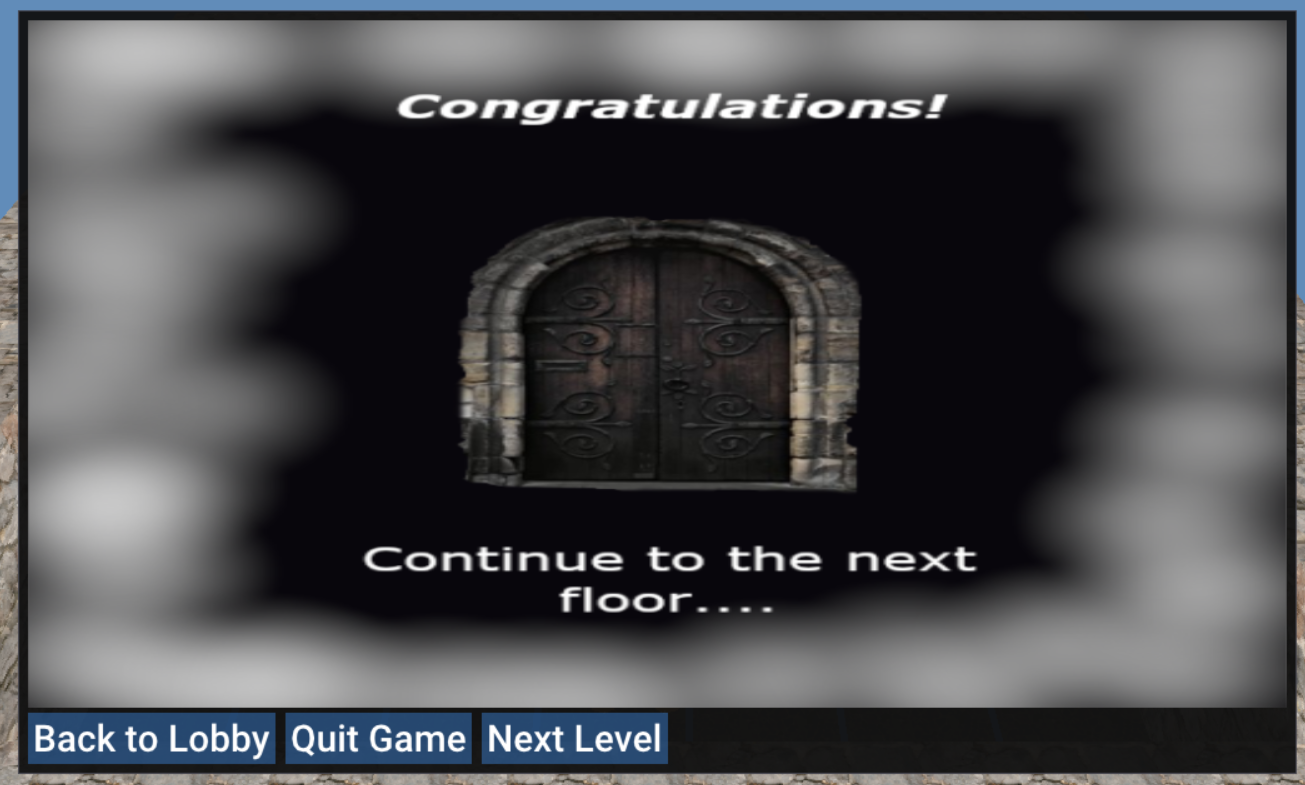 Congratulations!
Continue to the next
floor....
Back to Lobby Quit Game Next Level